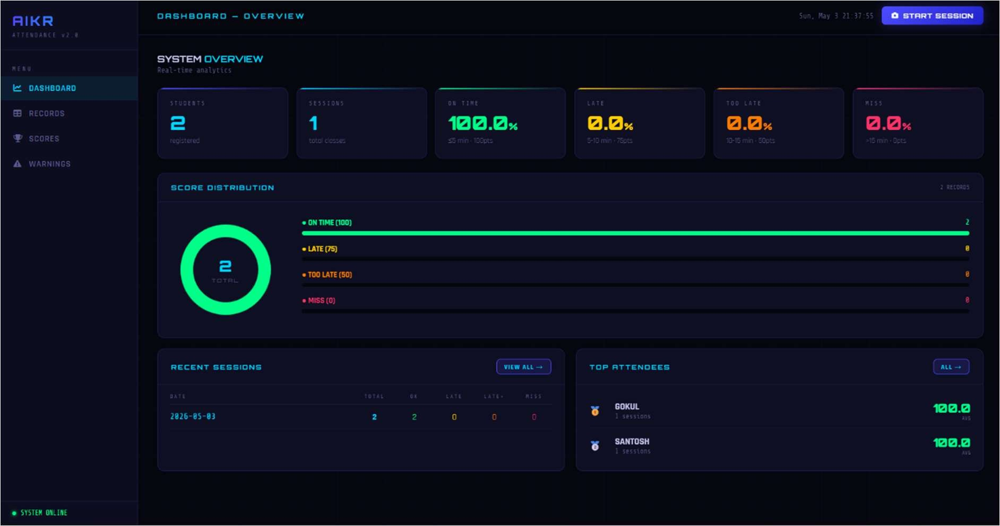 AIKR
ATTENDANCE v2.0
MENU
DASHBOARD
RECORDS
SCORES
WARNINGS
SYSTEM ONLINE
DASHBOARD — OVERVIEW
Sun, May 3 21:37:55
START SESSION
SYSTEM OVERVIEW
Real-time analytics
STUDENTS
2
registered
SESSIONS
1
total classes
ON TIME
100.0%
≤5 min · 100pts
LATE
0.0%
5-10 min · 75pts
TOO LATE
0.0%
10-15 min · 50pts
MISS
0.0%
>15 min · 0pts
SCORE DISTRIBUTION
2 RECORDS
2
TOTAL
● ON TIME (100) 2
● LATE (75) 0
● TOO LATE (50) 0
● MISS (0) 0
RECENT SESSIONS
VIEW ALL →
DATE TOTAL OK LATE LATE+ MISS
2026-05-03 2 2 0 0 0
TOP ATTENDEES
ALL →
GOKUL
1 sessions
100.0
AVG
SANTOSH
1 sessions
100.0
AVG